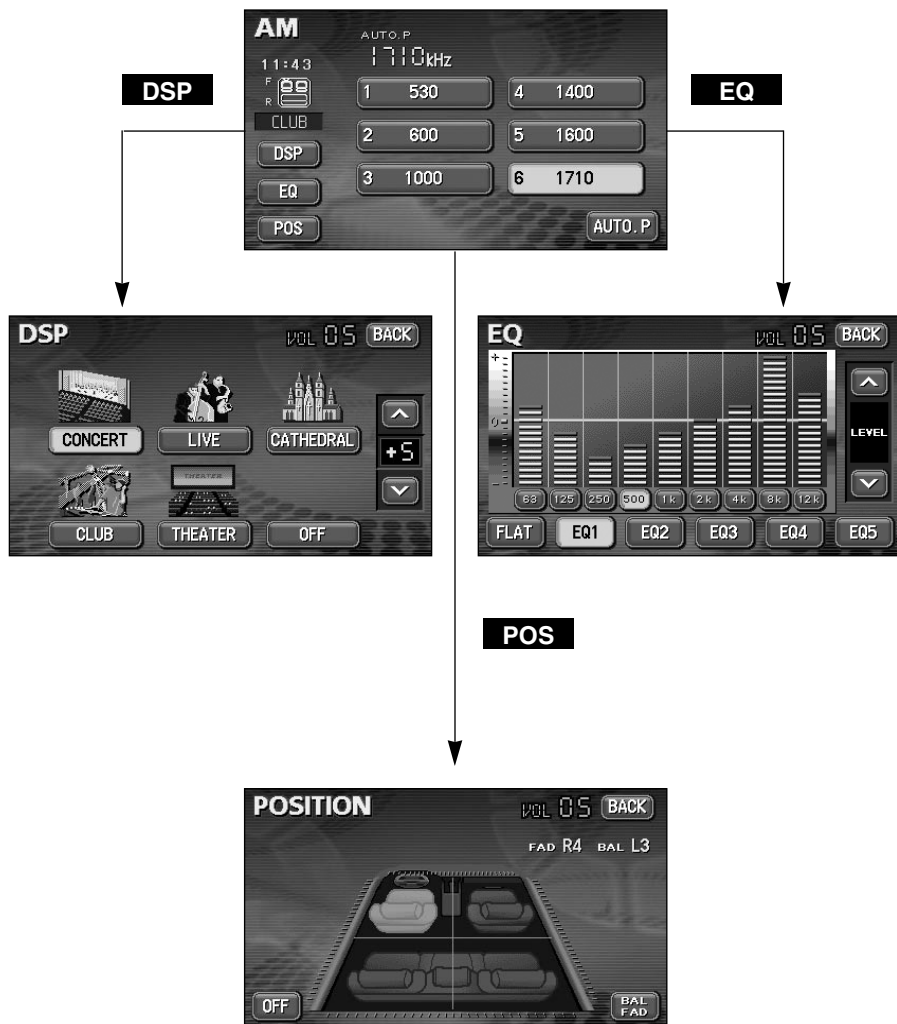 AM
AUTO.P
1710kHz
11:43
F
R
CLUB
DSP
EQ
POS
1 530
2 600
3 1000
4 1400
5 1600
6 1710
AUTO.P
DSP
EQ
DSP
VOL 05
BACK
CONCERT
LIVE
CATHEDRAL
THEATER
CLUB
THEATER
OFF
+5
EQ
VOL 05
BACK
+
0
-
LEVEL
63 125 250 500 1k 2k 4k 8k 12k
FLAT EQ1 EQ2 EQ3 EQ4 EQ5
POS
POSITION
VOL 05
BACK
FAD R4 BAL L3
OFF
BAL
FAD